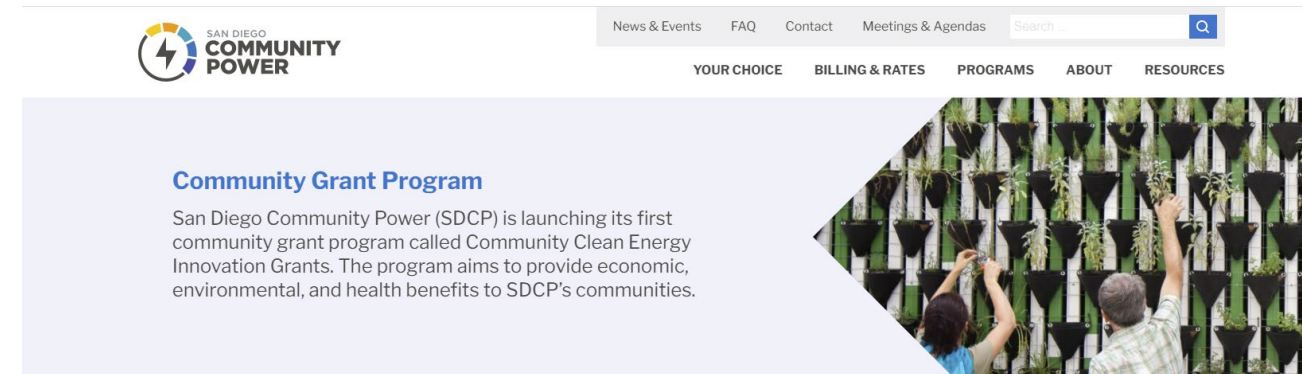 SAN DIEGO
COMMUNITY
POWER
News & Events FAQ Contact Meetings & Agendas Search ...
YOUR CHOICE BILLING & RATES PROGRAMS ABOUT RESOURCES
Community Grant Program
San Diego Community Power (SDCP) is launching its first
community grant program called Community Clean Energy
Innovation Grants. The program aims to provide economic,
environmental, and health benefits to SDCP’s communities.